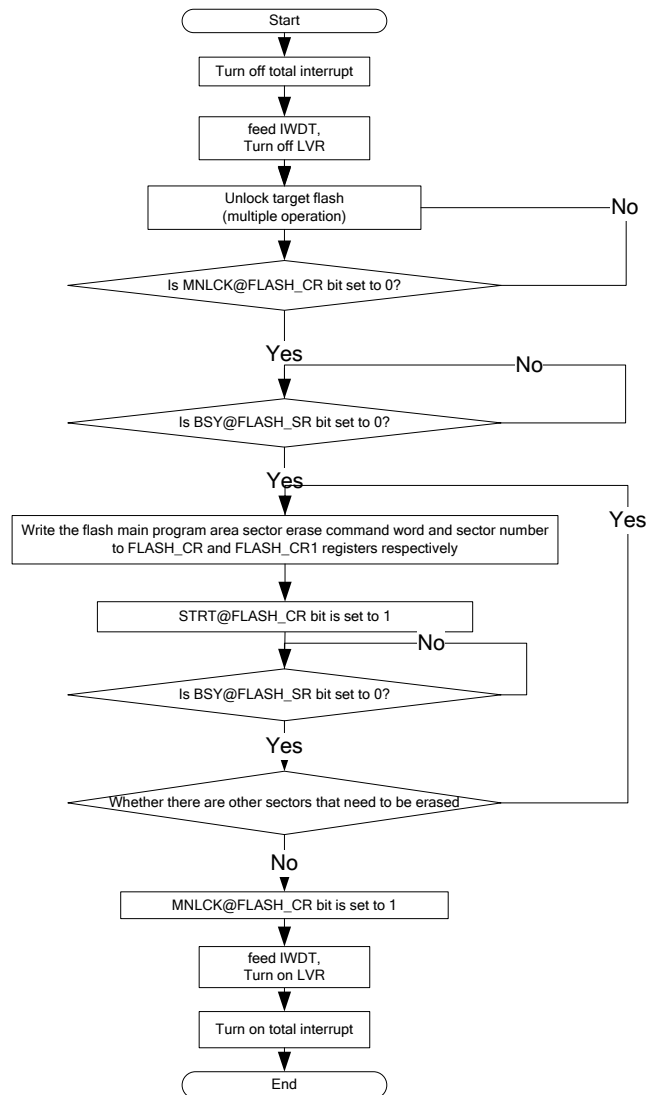 Start
Turn off total interrupt
feed IWDT,
Turn off LVR
Unlock target flash
(multiple operation)
No
Is MNLCK@FLASH_CR bit set to 0?
Yes
No
Is BSY@FLASH_SR bit set to 0?
Yes
Yes
Write the flash main program area sector erase command word and sector number
to FLASH_CR and FLASH_CR1 registers respectively
STRT@FLASH_CR bit is set to 1
No
Is BSY@FLASH_SR bit set to 0?
Yes
Whether there are other sectors that need to be erased
No
MNLCK@FLASH_CR bit is set to 1
feed IWDT,
Turn on LVR
Turn on total interrupt
End